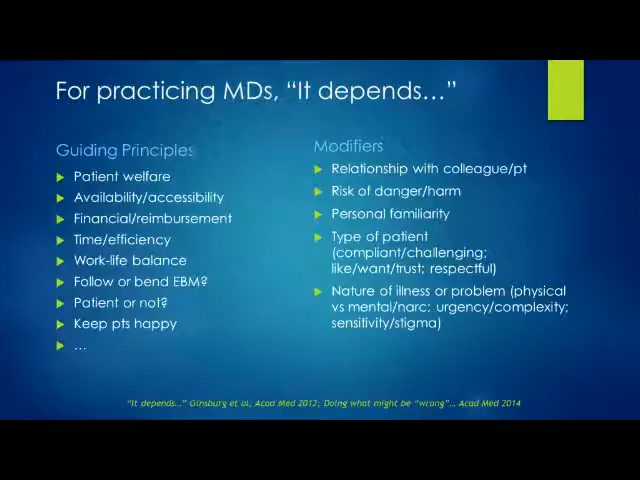 For practicing MDs, “It depends…”
Guiding Principles
Patient welfare
Availability/accessibility
Financial/reimbursement
Time/efficiency
Work-life balance
Follow or bend EBM?
Patient or not?
Keep pts happy
…
Modifiers
Relationship with colleague/pt
Risk of danger/harm
Personal familiarity
Type of patient
(compliant/challenging;
like/want/trust; respectful)
Nature of illness or problem (physical
vs mental/narc; urgency/complexity;
sensitivity/stigma)
“It depends…” Ginsburg et al, Acad Med 2012; Doing what might be “wrong”… Acad Med 2014